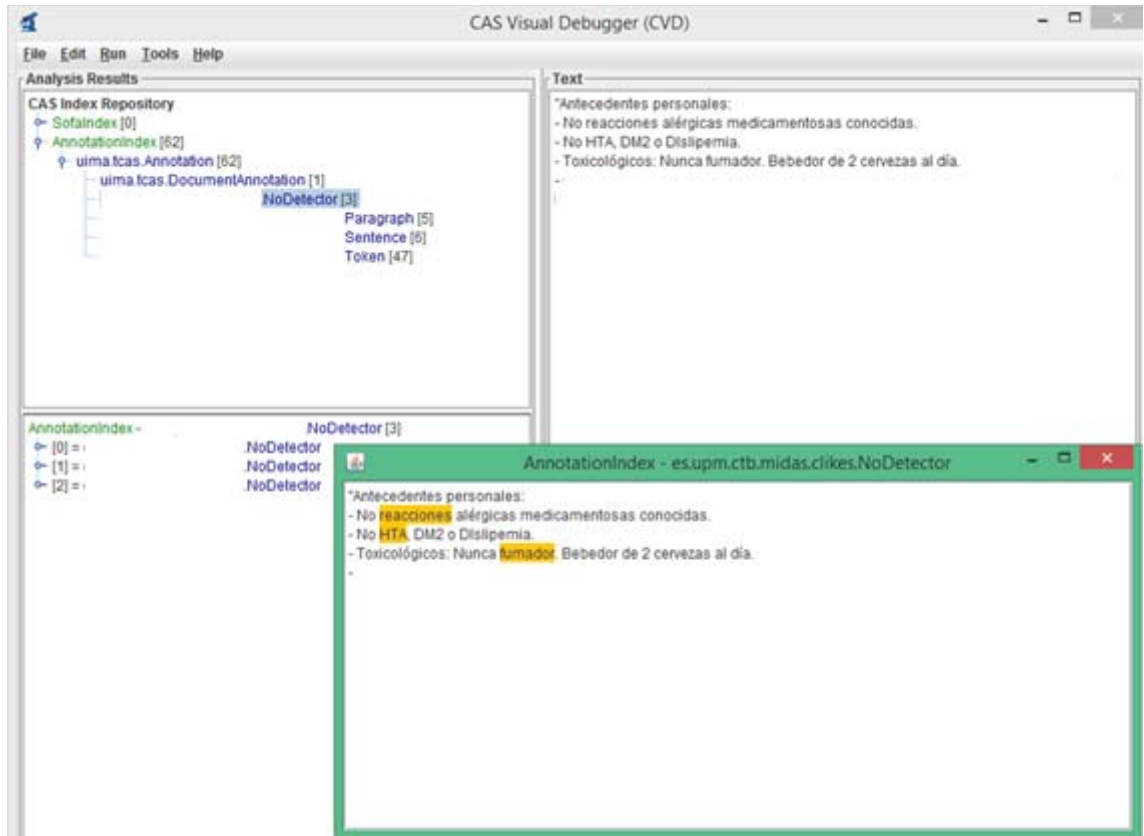 CAS Visual Debugger (CVD)
File Edit Run Tools Help
Analysis Results
CAS Index Repository
SofaIndex [0]
AnnotationIndex [62]
uima.tcas.Annotation [62]
uima.tcas.DocumentAnnotation [1]
.NoDetector [3]
Paragraph [5]
Sentence [6]
Token [47]
Text
"Antecedentes personales:
- No reacciones alérgicas medicamentosas conocidas.
- No HTA, DM2 o DIslipemia.
- Toxicológicos: Nunca fumador. Bebedor de 2 cervezas al día.
-
AnnotationIndex - .NoDetector [3]
[0] = .NoDetector
[1] = .NoDetector
[2] = .NoDetector
AnnotationIndex - es.upm.ctb.midas.clikes.NoDetector
"Antecedentes personales:
- No reacciones alérgicas medicamentosas conocidas.
- No HTA, DM2 o DIslipemia.
- Toxicológicos: Nunca fumador. Bebedor de 2 cervezas al día.
-